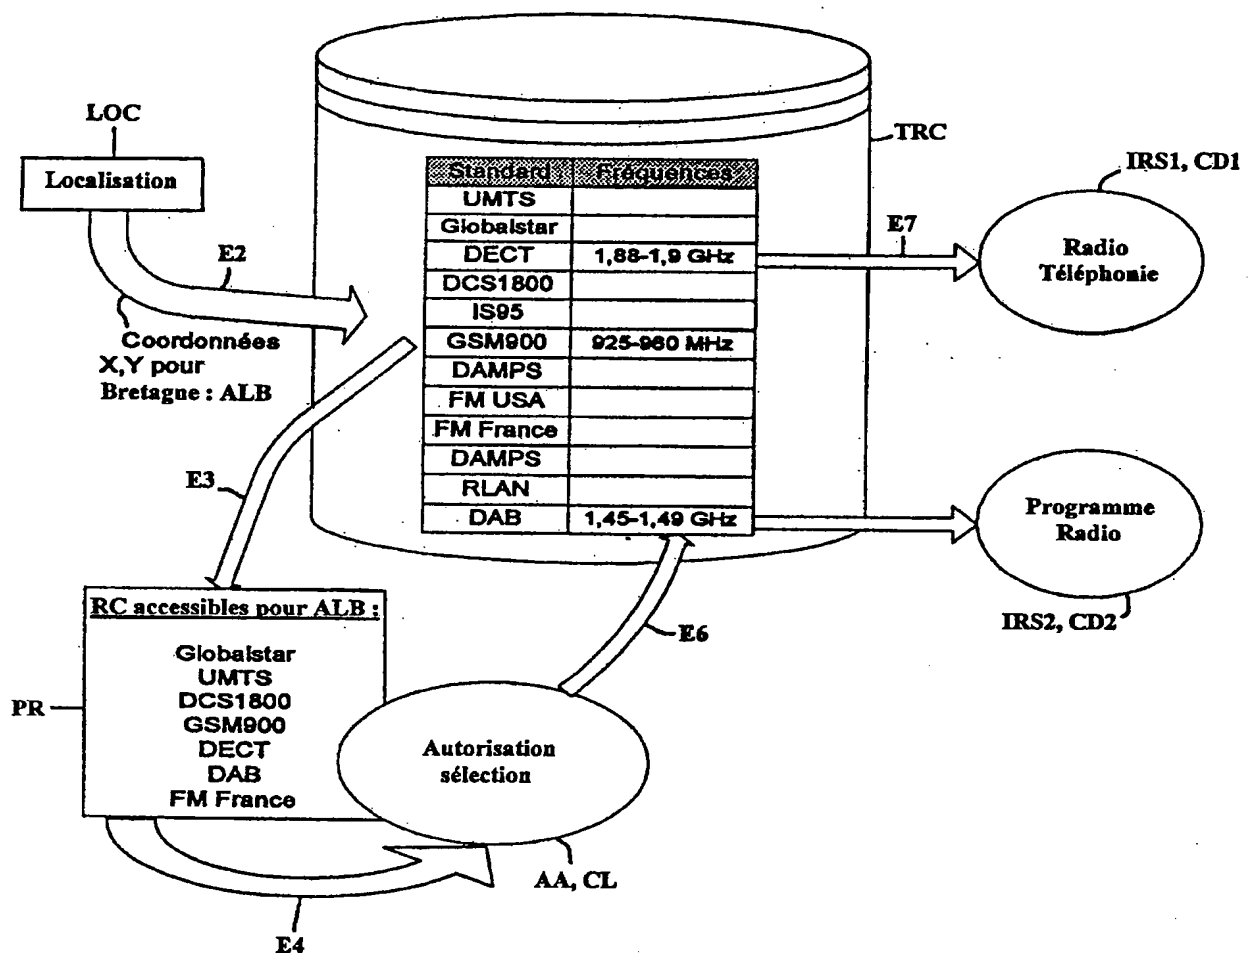 LOC
Localisation
E2
Coordonnées
X,Y pour
Bretagne : ALB
TRC
Standard Fréquences
UMTS
Globalstar
DECT 1,88-1,9 GHz
DCS1800
IS95
GSM900 925-960 MHz
DAMPS
FM USA
FM France
DAMPS
RLAN
DAB 1,45-1,49 GHz
E7
IRS1, CD1
Radio
Téléphonie
Programme
Radio
IRS2, CD2
E3
E6
RC accessibles pour ALB :
Globalstar
UMTS
DCS1800
GSM900
DECT
DAB
FM France
PR
Autorisation
sélection
AA, CL
E4